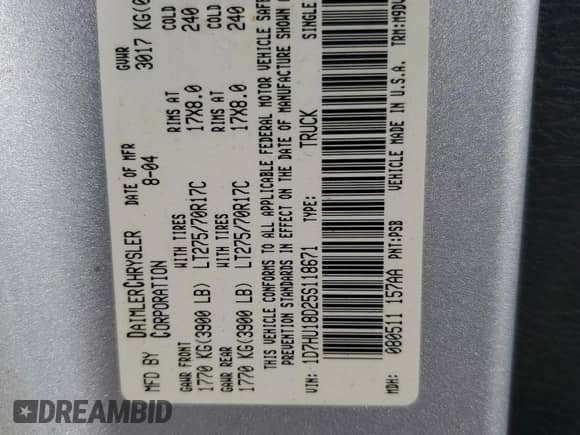 MFD BY DAIMLERCHRYSLER CORPORATION
DATE OF MFR 8-04
GVWR 3017 KG(
GAWR FRONT WITH TIRES RIMS AT COLD
1770 KG(3900 LB) LT275/70R17C 17X8.0 240
GAWR REAR WITH TIRES RIMS AT COLD
1770 KG(3900 LB) LT275/70R17C 17X8.0 240
THIS VEHICLE CONFORMS TO ALL APPLICABLE FEDERAL MOTOR VEHICLE
PREVENTION STANDARDS IN EFFECT ON THE DATE OF MANUFACTURE SHOWN
VIN: 1D7HU18D25S118671 TYPE: TRUCK SINGLE
MDH: 080511 157AA PNT:PSB VEHICLE MADE IN U.S.A.
DREAMBID